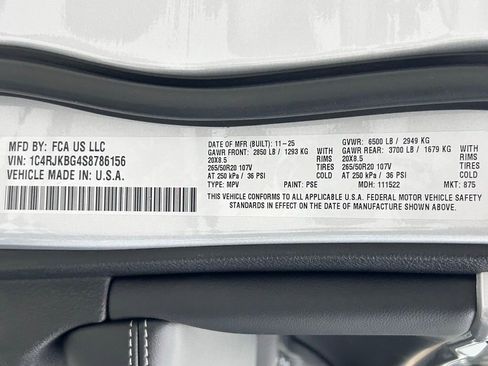 MFD BY: FCA US LLC
VIN: 1C4RJKBG4S8786156
VEHICLE MADE IN: U.S.A.
DATE OF MFR (BUILT): 11-25 GVWR: 6500 LB / 2949 KG
GAWR FRONT: 2850 LB / 1293 KG WITH GAWR REAR: 3700 LB / 1679 KG WITH
20X8.5 RIMS 20X8.5 RIMS
265/50R20 107V TIRES 265/50R20 107V TIRES
AT 250 kPa / 36 PSI COLD AT 250 kPa / 36 PSI COLD
TYPE: MPV PAINT: PSE MDH: 111522 MKT: 875
THIS VEHICLE CONFORMS TO ALL APPLICABLE U.S.A. FEDERAL MOTOR VEHICLE SAFETY
STANDARDS IN EFFECT ON THE DATE OF MANUFACTURE SHOWN ABOVE.